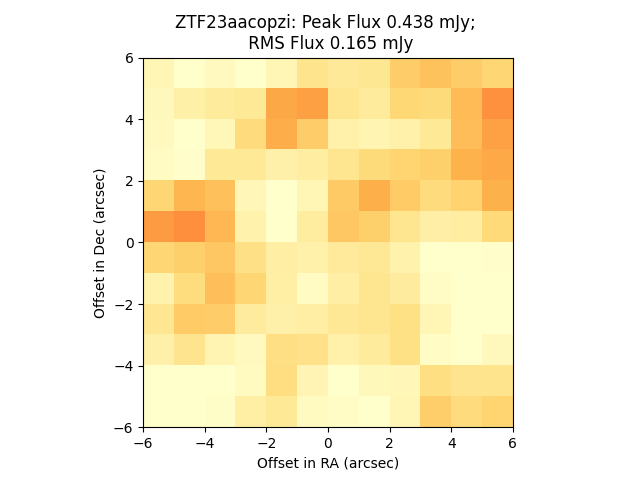 ZTF23aacopzi: Peak Flux 0.438 mJy;
RMS Flux 0.165 mJy
6
4
2
0
−2
−4
−6
Offset in Dec (arcsec)
−6 −4 −2 0 2 4 6
Offset in RA (arcsec)